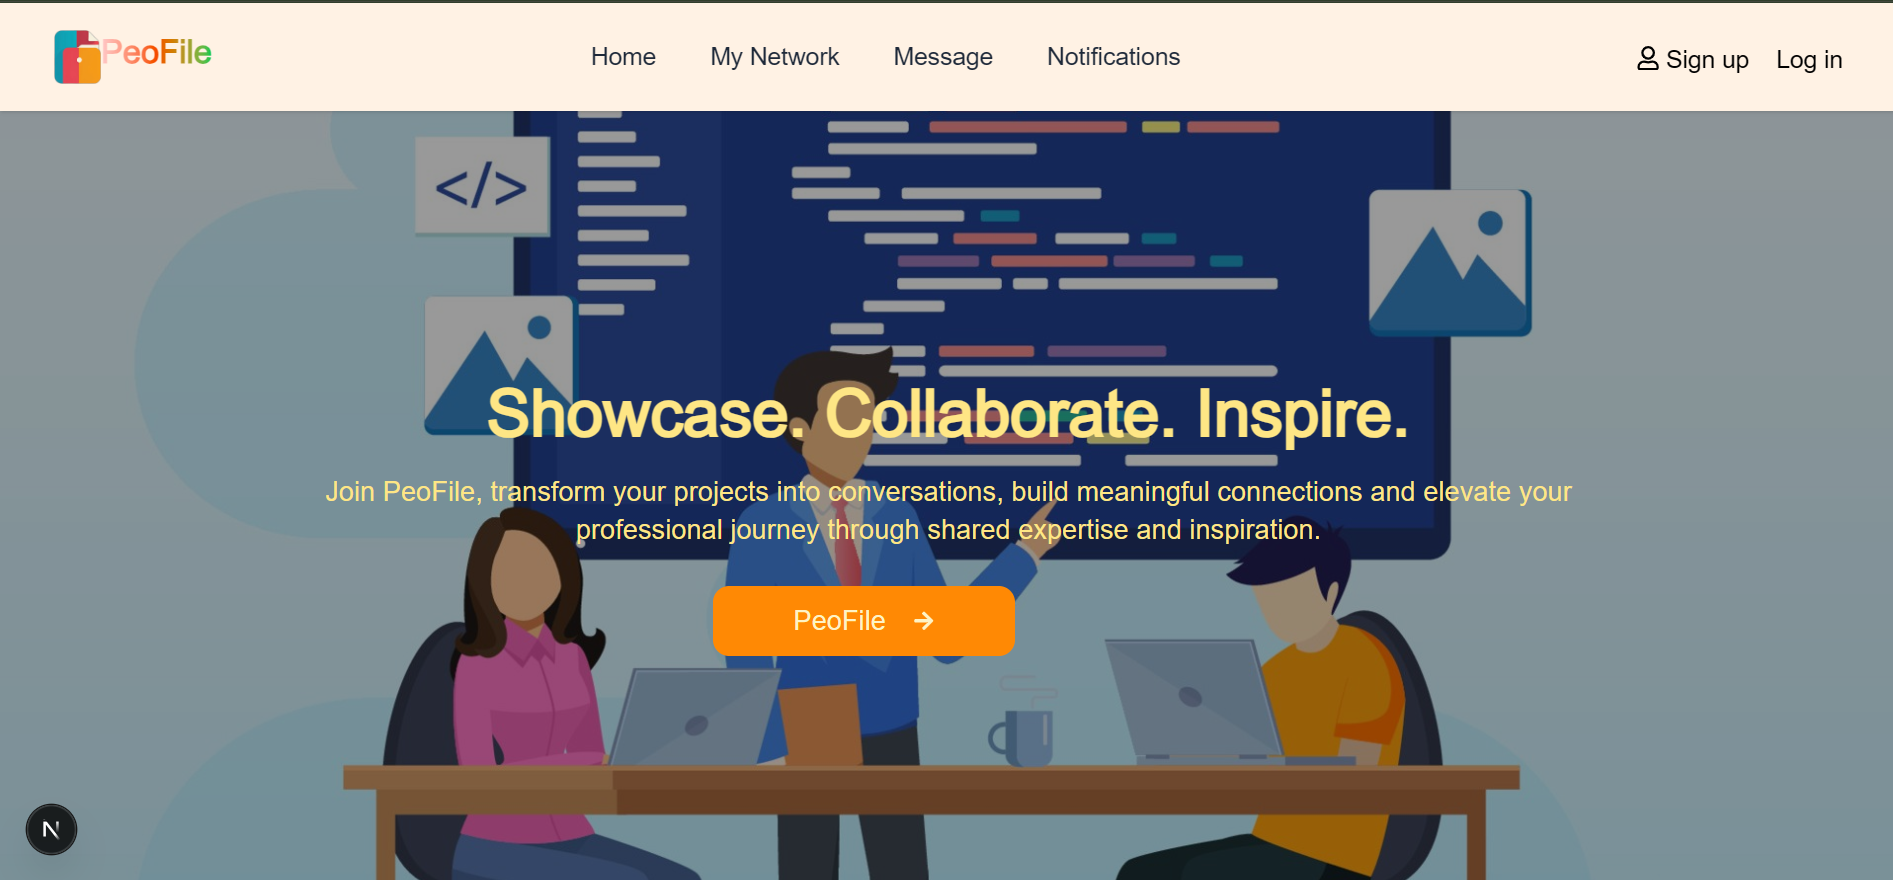 PeoFile
Home My Network Message Notifications
Sign up Log in
</>
Showcase. Collaborate. Inspire.
Join PeoFile, transform your projects into conversations, build meaningful connections and elevate your
professional journey through shared expertise and inspiration.
PeoFile →
N